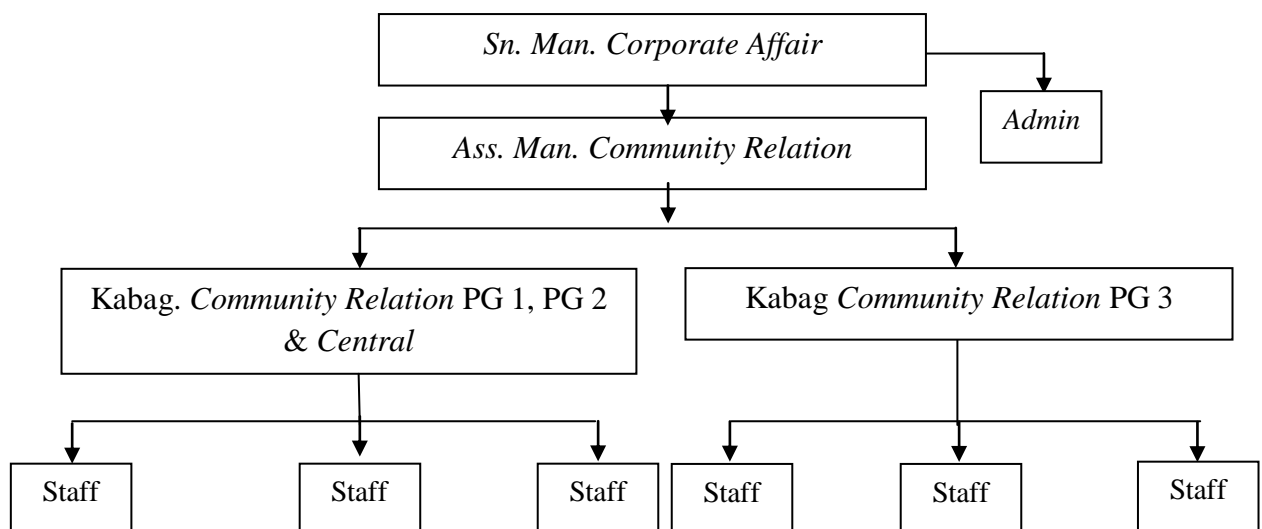 Sn. Man. Corporate Affair
Admin
Ass. Man. Community Relation
Kabag. Community Relation PG 1, PG 2
& Central
Kabag Community Relation PG 3
Staff
Staff
Staff
Staff
Staff
Staff